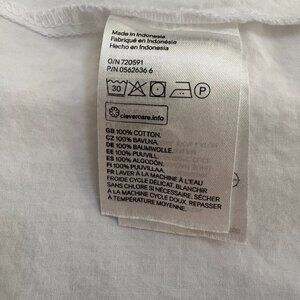 Made in Indonesia
Fabriqué en Indonésie
Hecho en Indonesia
O/N 720591
P/N 0562636 6
30
P
clevercare.info
GB 100% COTTON.
CZ 100% BAVLNA.
DE 100% BAUMWOLLE.
EE 100% PUUVILL.
ES 100% ALGODÓN.
FI 100% PUUVILLAA.
FR LAVER À LA MACHINE À L'EAU
FROIDE CYCLE DÉLICAT. BLANCHIR
SANS CHLORE SI NÉCESSAIRE. SÉCHER
À LA MACHINE CYCLE DOUX. REPASSER
À TEMPÉRATURE MOYENNE.